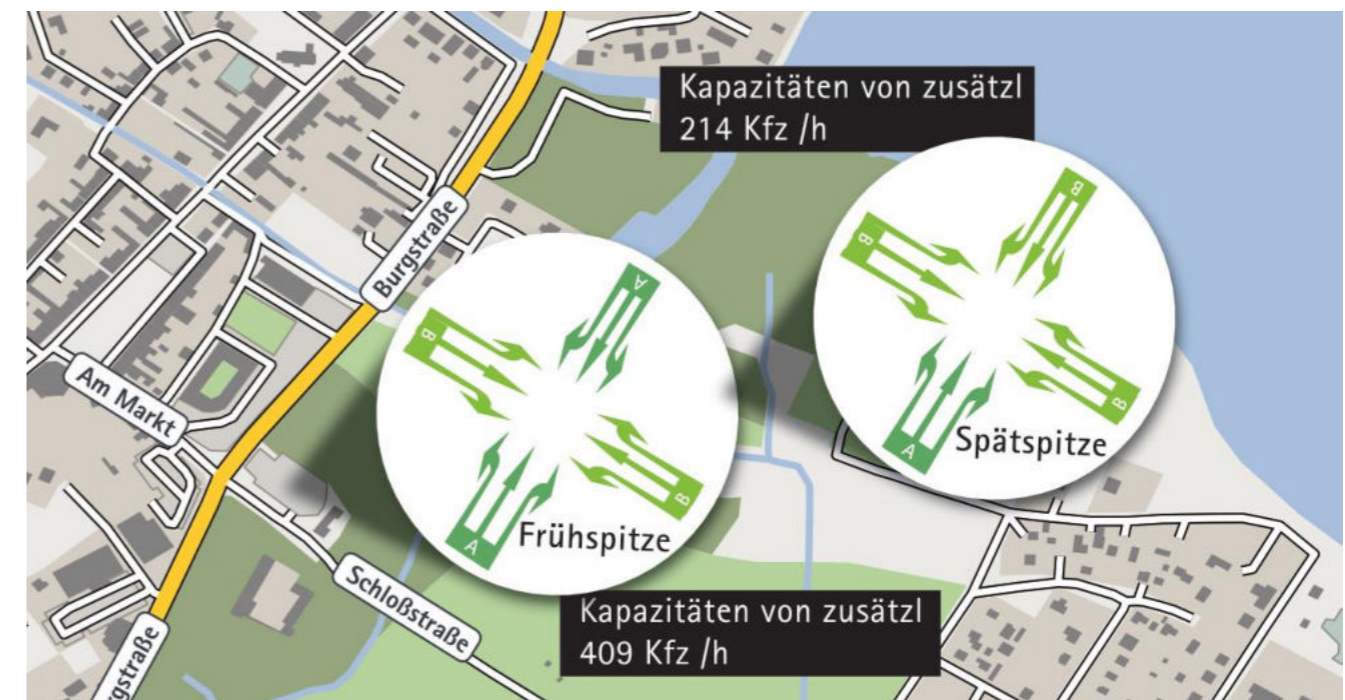 Kapazitäten von zusätzl
214 Kfz /h
B
B
Burgstraße
A
B
B
A
Spätspitze
Am Markt
B
A
Frühspitze
Schloßstraße
Kapazitäten von zusätzl
409 Kfz /h
rgstraße